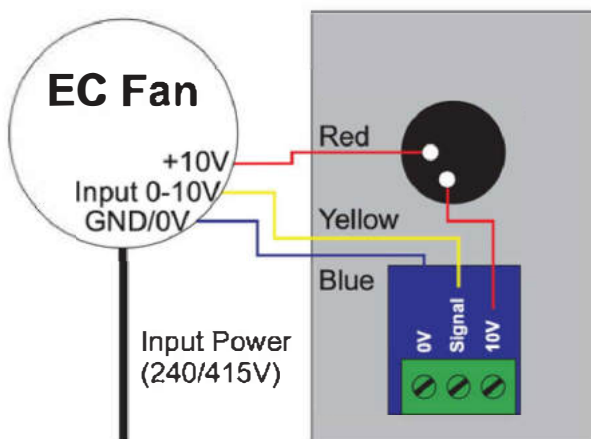 EC Fan
+10V
Input 0-10V
GND/0V
Red
Yellow
Blue
0V
Signal
10V
Input Power
(240/415V)